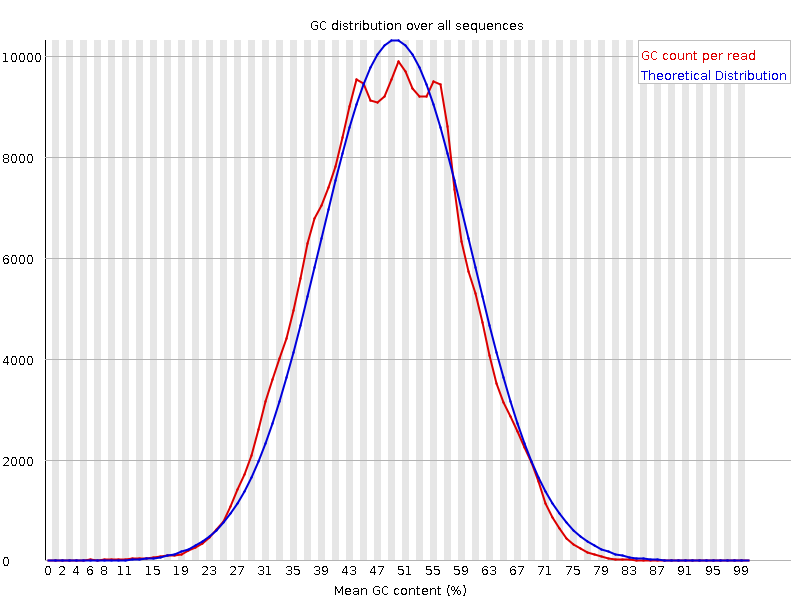 GC distribution over all sequences
GC count per read
Theoretical Distribution
10000
8000
6000
4000
2000
0
0 2 4 6 8 11 15 19 23 27 31 35 39 43 47 51 55 59 63 67 71 75 79 83 87 91 95 99
Mean GC content (%)